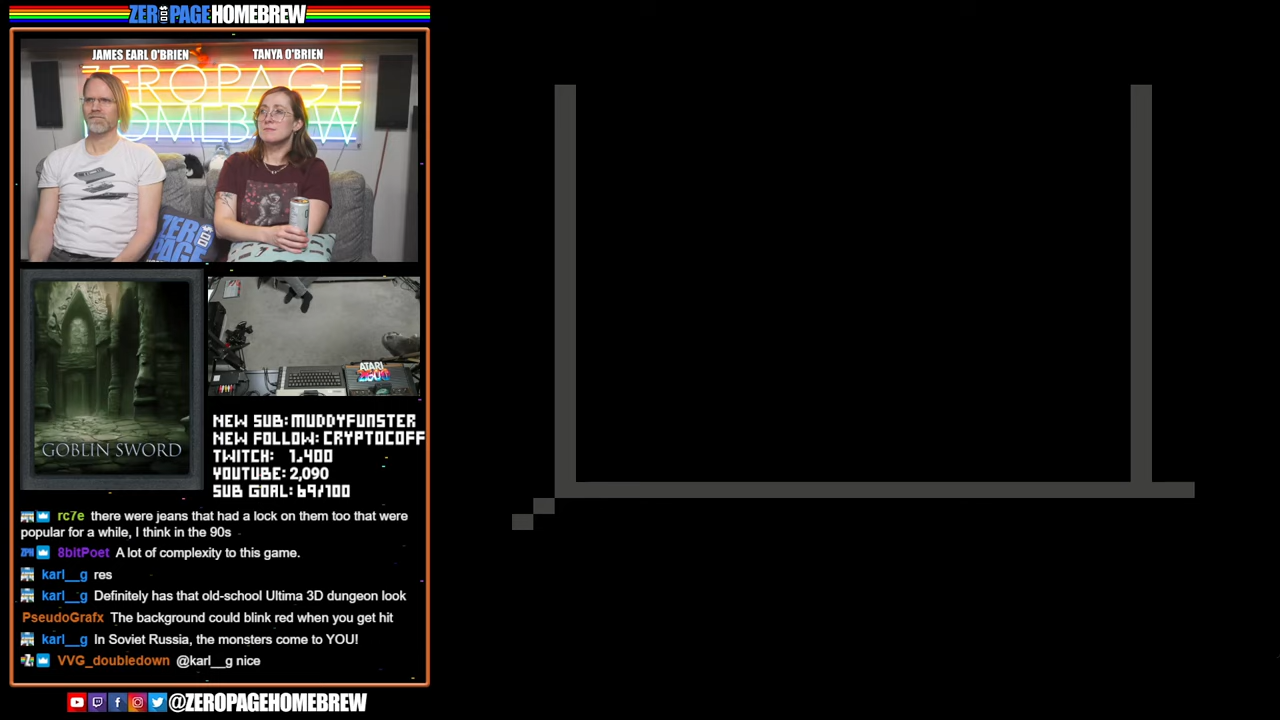 ZEROPAGE HOMEBREW
JAMES EARL O'BRIEN
TANYA O'BRIEN
ZEROPAGE
HOMEBREW
ZERO
PAGE
GOBLIN SWORD
ATARI
2600
NEW SUB: MUDDYFUNSTER
NEW FOLLOW: CRYPTOCOFF
TWITCH: 1,400
YOUTUBE: 2,090
SUB GOAL: 69/100
rc7e there were jeans that had a lock on them too that were
popular for a while, I think in the 90s
8bitPoet A lot of complexity to this game.
karl__g res
karl__g Definitely has that old-school Ultima 3D dungeon look
PseudoGrafx The background could blink red when you get hit
karl__g In Soviet Russia, the monsters come to YOU!
VVG_doubledown @karl__g nice
@ZEROPAGEHOMEBREW